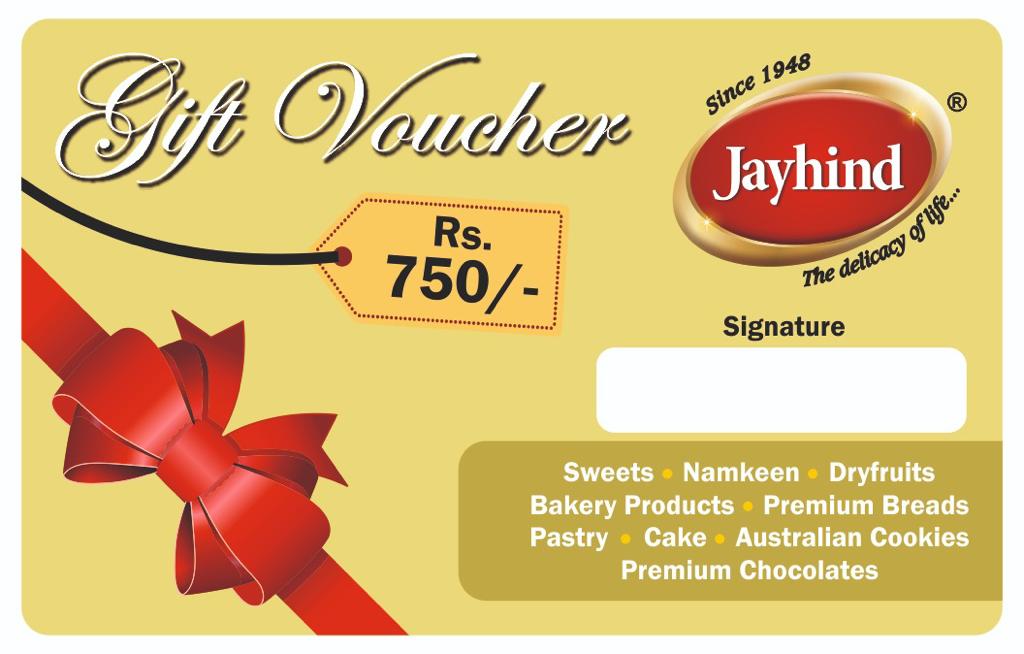 Gift Voucher
Since 1948
Jayhind
®
The delicacy of life...
Rs.
750/-
Signature
Sweets • Namkeen • Dryfruits
Bakery Products • Premium Breads
Pastry • Cake • Australian Cookies
Premium Chocolates